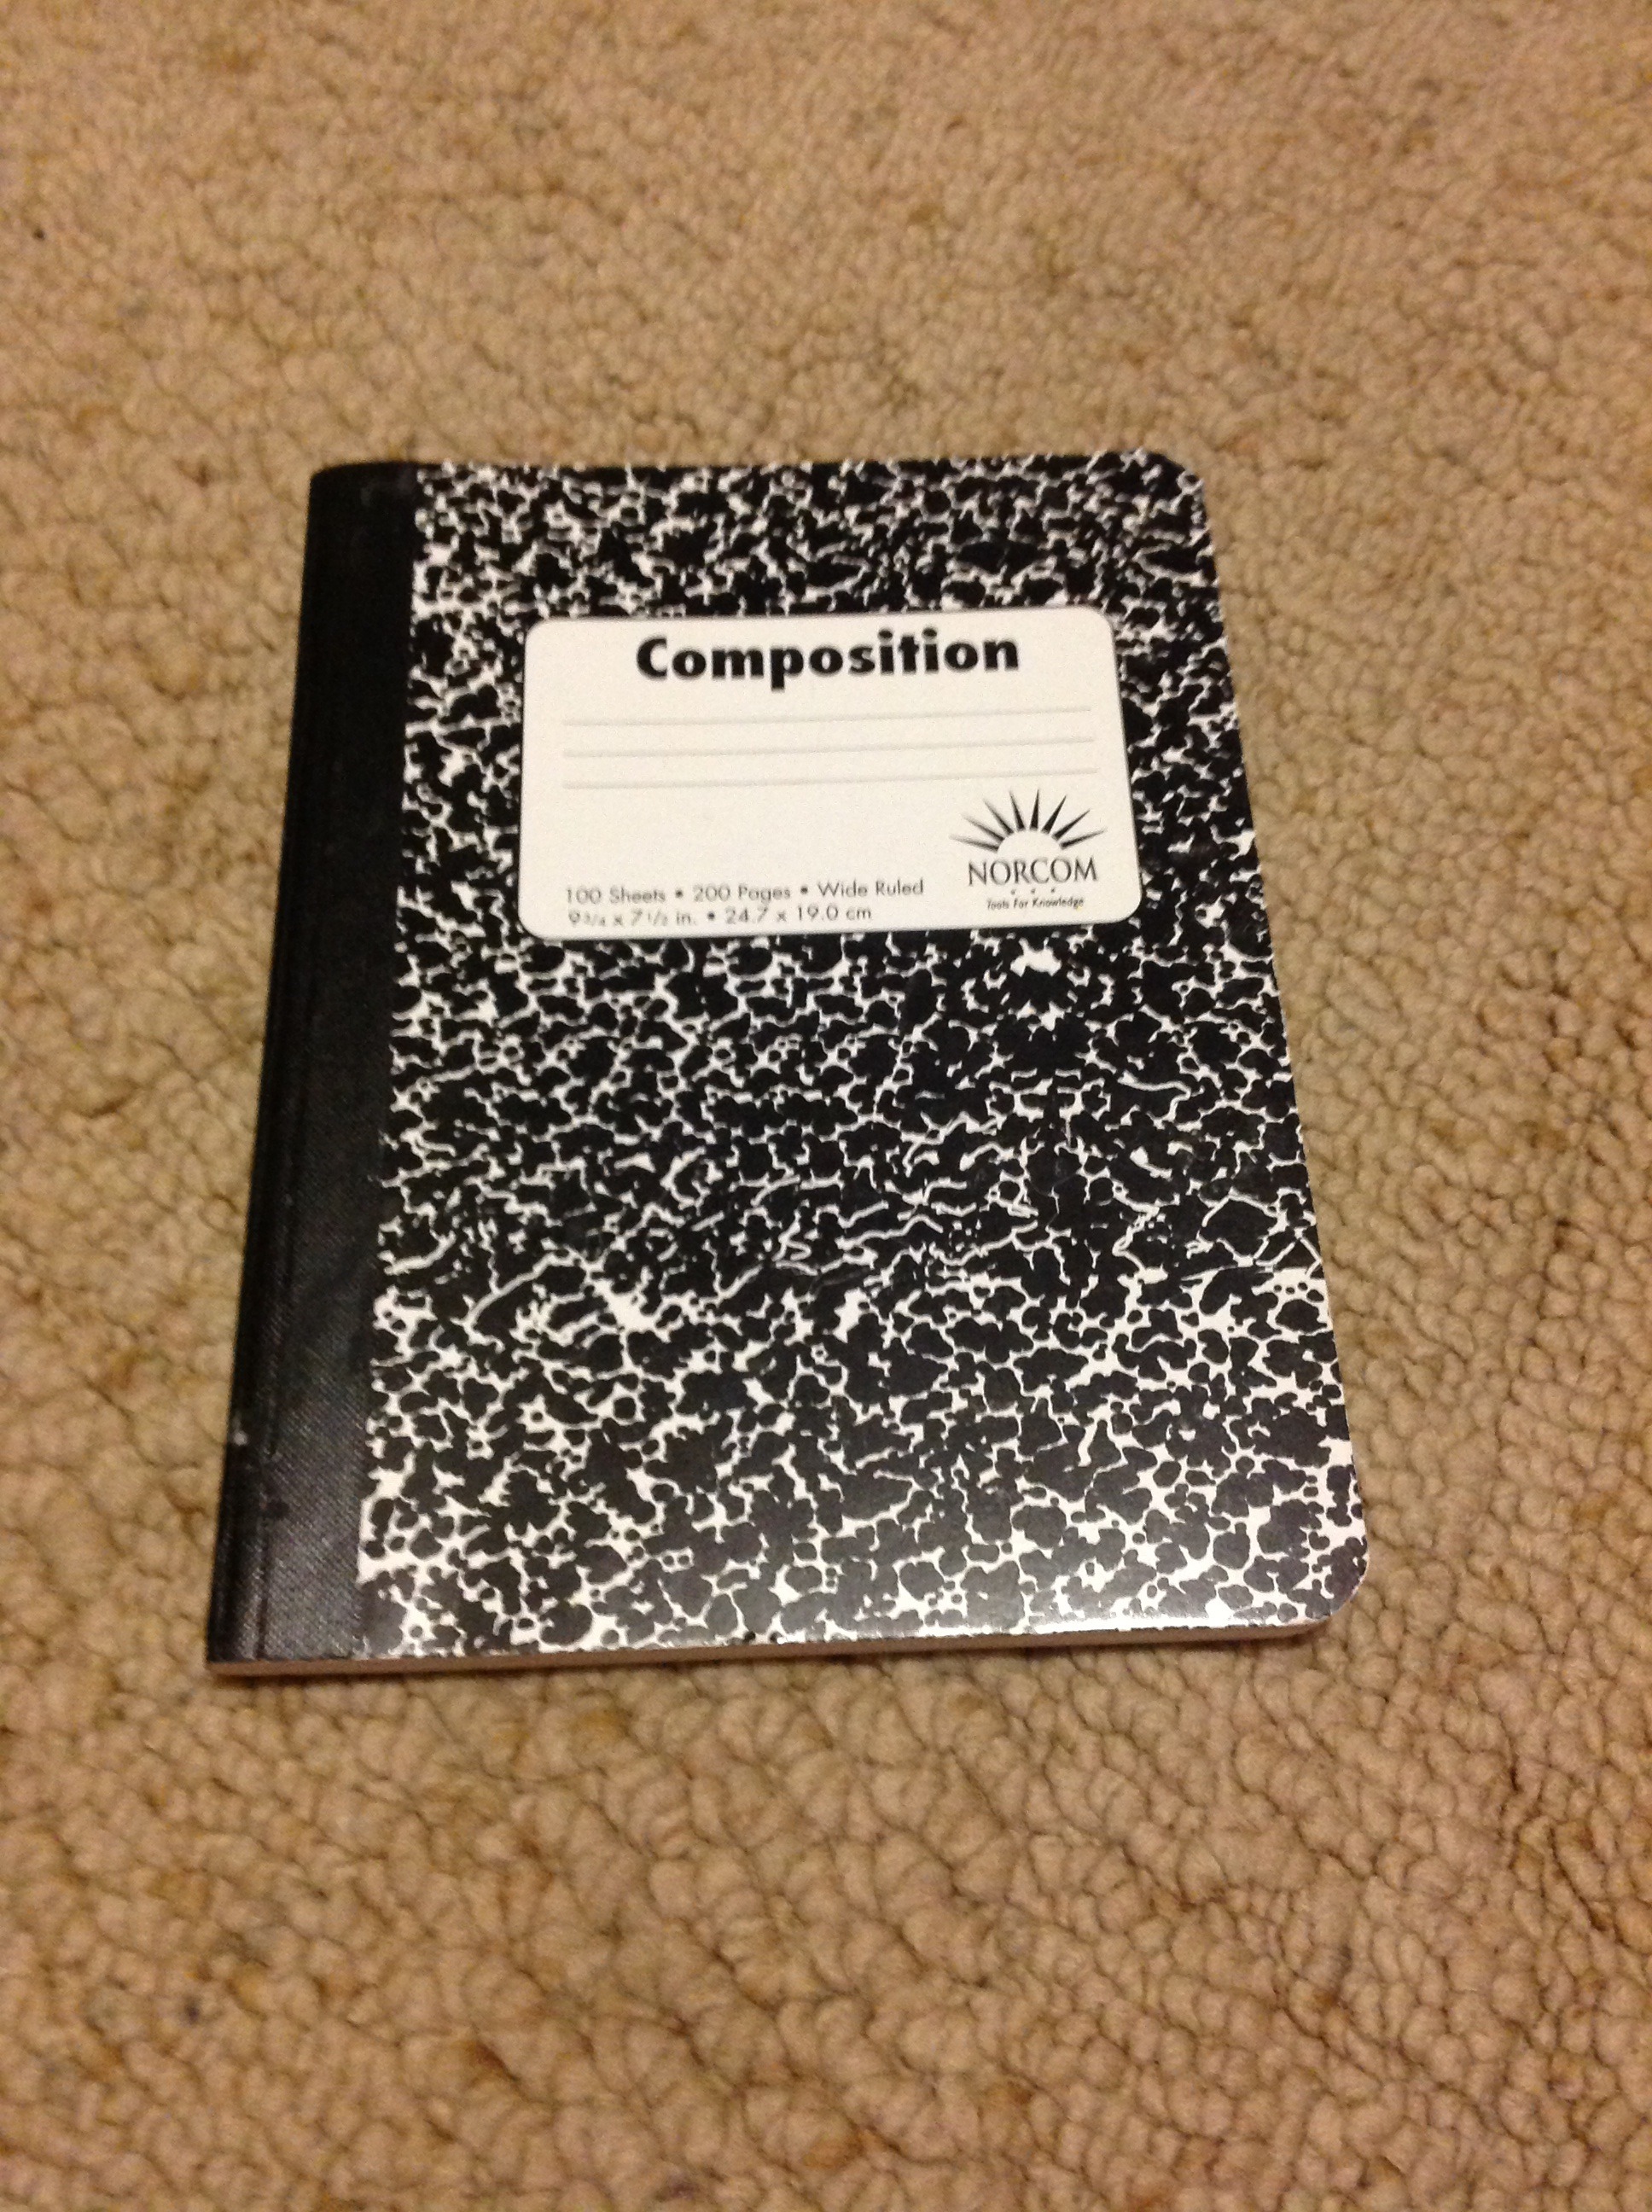 Composition
100 Sheets • 200 Pages • Wide Ruled
9 3/4 x 7 1/2 in. • 24.7 x 19.0 cm
NORCOM
Tools For Knowledge